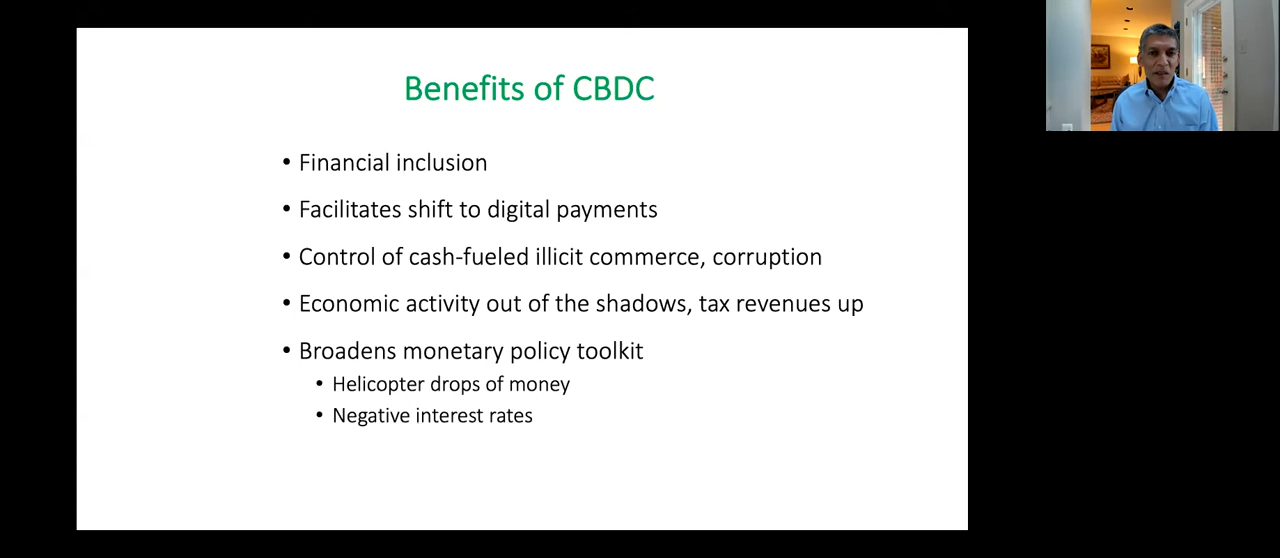 Benefits of CBDC
• Financial inclusion
• Facilitates shift to digital payments
• Control of cash-fueled illicit commerce, corruption
• Economic activity out of the shadows, tax revenues up
• Broadens monetary policy toolkit
• Helicopter drops of money
• Negative interest rates